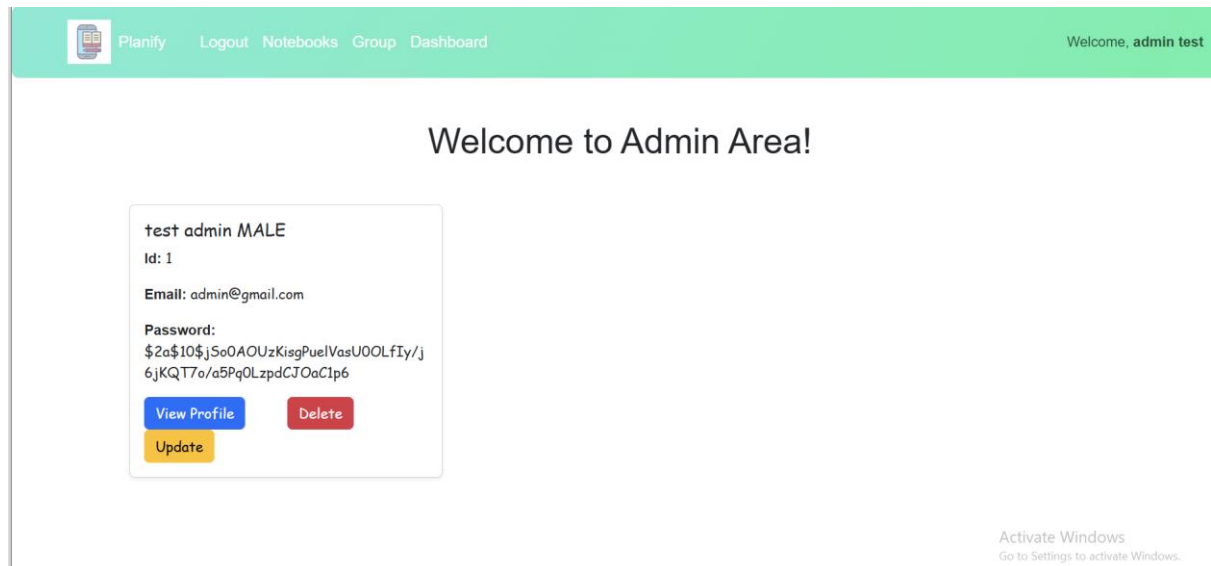 Planify Logout Notebooks Group Dashboard Welcome, admin test
Welcome to Admin Area!
test admin MALE
Id: 1
Email: admin@gmail.com
Password:
$2a$10$jSo0AOUzKisgPuelVasU0OLfIy/j
6jKQT7o/a5Pq0LzpdCJOaC1p6
View Profile Delete
Update
Activate Windows
Go to Settings to activate Windows.